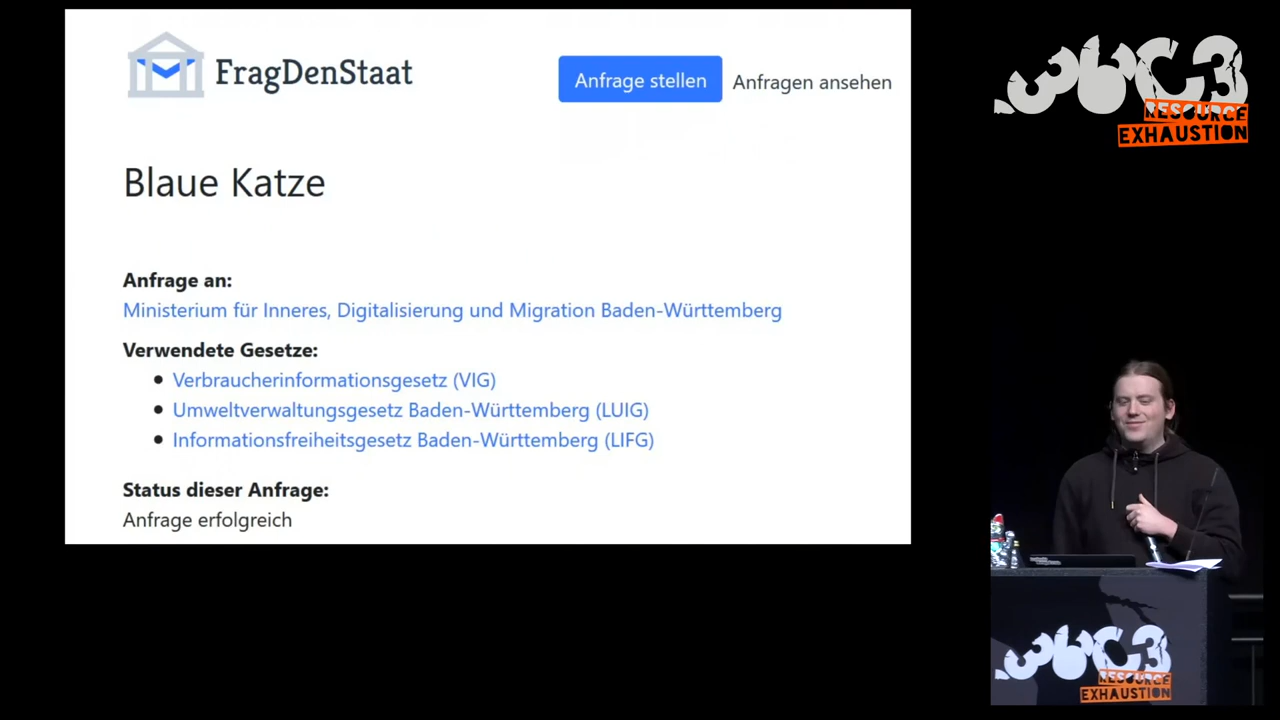 FragDenStaat
Anfrage stellen
Anfragen ansehen
Blaue Katze
Anfrage an:
Ministerium für Inneres, Digitalisierung und Migration Baden-Württemberg
Verwendete Gesetze:
Verbraucherinformationsgesetz (VIG)
Umweltverwaltungsgesetz Baden-Württemberg (LUIG)
Informationsfreiheitsgesetz Baden-Württemberg (LIFG)
Status dieser Anfrage:
Anfrage erfolgreich
36C3
RESOURCE
EXHAUSTION
36C3
RESOURCE
EXHAUSTION